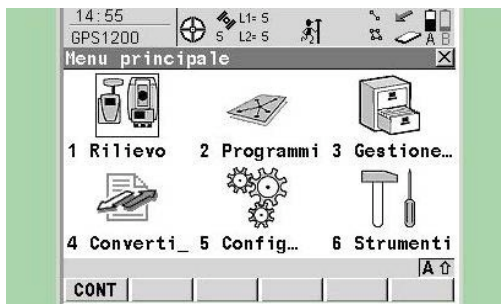 14:55
GPS1200
L1= 5
5 L2= 5
A B
Menu principale
1 Rilievo 2 Programmi 3 Gestione…
4 Converti_ 5 Config… 6 Strumenti
A
CONT